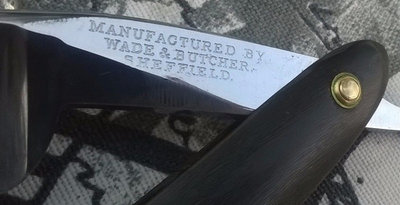 MANUFACTURED BY
WADE & BUTCHER,
SHEFFIELD.